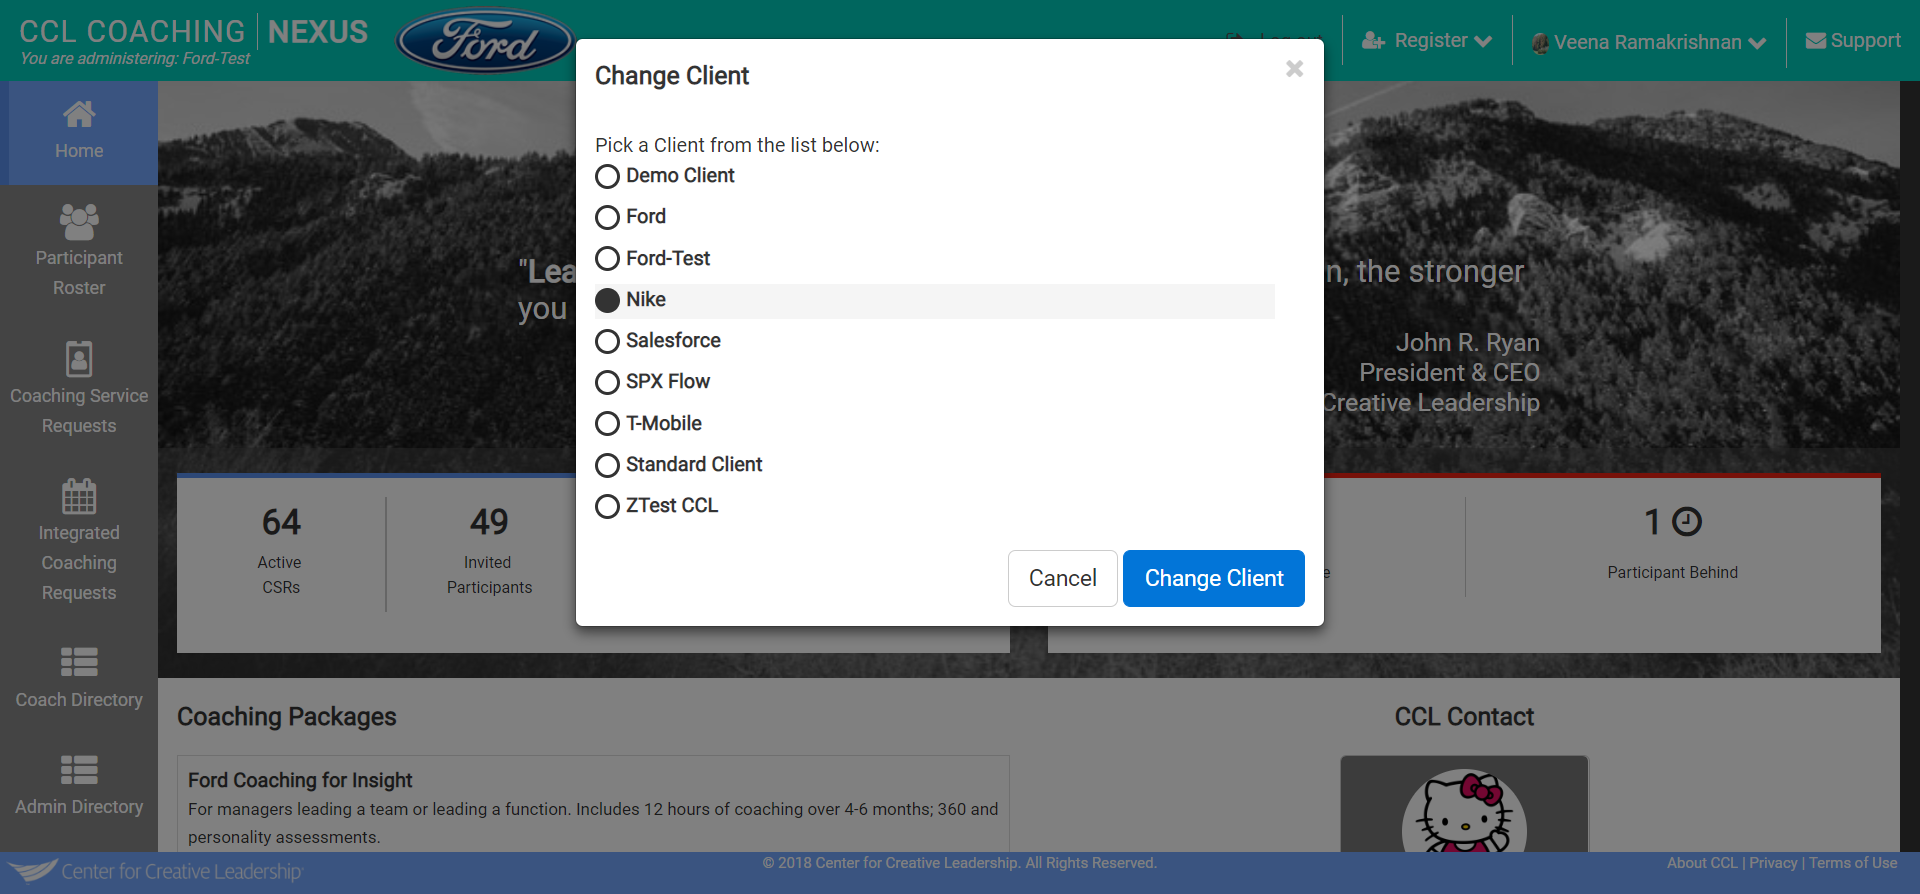 CCL COACHING NEXUS
You are administering: Ford-Test
Ford
Register
Veena Ramakrishnan
Support
Home
Participant
Roster
Coaching Service
Requests
Integrated
Coaching
Requests
Coach Directory
Admin Directory
Change Client
×
Pick a Client from the list below:
Demo Client
Ford
Ford-Test
Nike
Salesforce
SPX Flow
T-Mobile
Standard Client
ZTest CCL
Cancel
Change Client
n, the stronger
you
John R. Ryan
President & CEO
Creative Leadership
64
Active
CSRs
49
Invited
Participants
1
Participant Behind
Coaching Packages
Ford Coaching for Insight
For managers leading a team or leading a function. Includes 12 hours of coaching over 4-6 months; 360 and
personality assessments.
CCL Contact
Center for Creative Leadership
© 2018 Center for Creative Leadership. All Rights Reserved.
About CCL | Privacy | Terms of Use